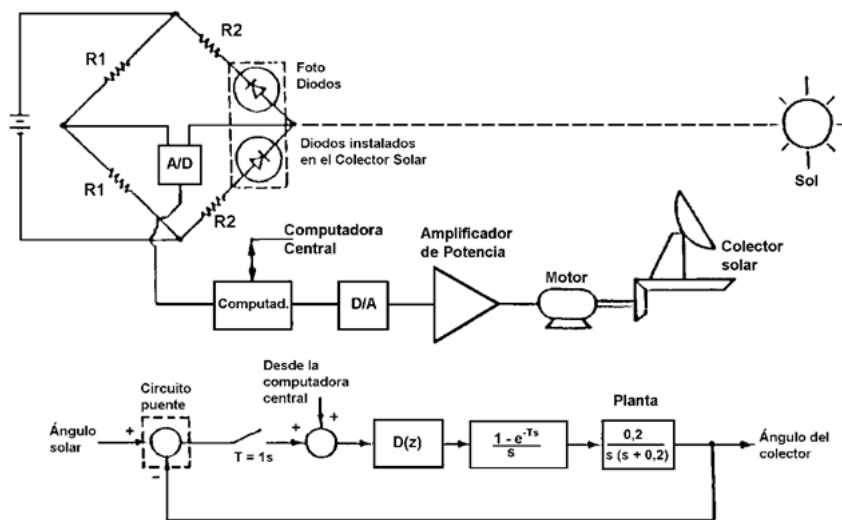 R2
R1
Foto
Diodos
A/D
Diodos instalados
en el Colector Solar
Sol
R1
R2
Computadora
Central
Amplificador
de Potencia
Colector
solar
Motor
Computad.
D/A
Desde la
computadora
central
Circuito
puente
Planta
Ángulo
solar
+
-
T = 1s
+
+
D(z)
1 - e^-Ts
s
0,2
s (s + 0,2)
Ángulo del
colector